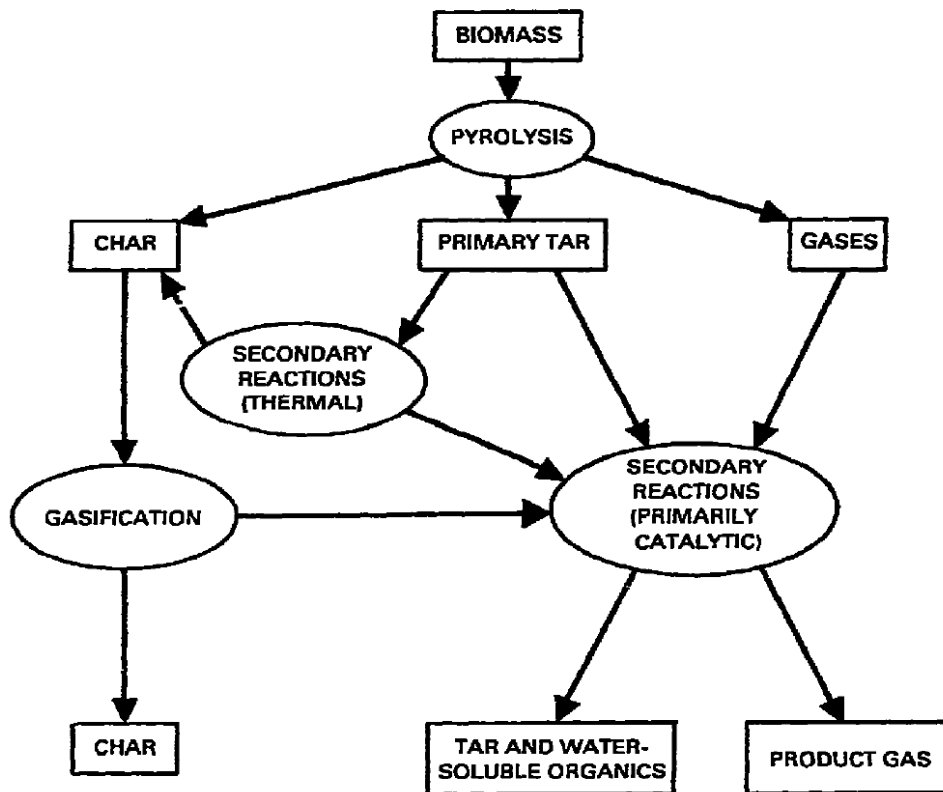 BIOMASS
PYROLYSIS
CHAR
PRIMARY TAR
GASES
SECONDARY
REACTIONS
(THERMAL)
SECONDARY
REACTIONS
(PRIMARILY
CATALYTIC)
GASIFICATION
CHAR
TAR AND WATER-
SOLUBLE ORGANICS
PRODUCT GAS